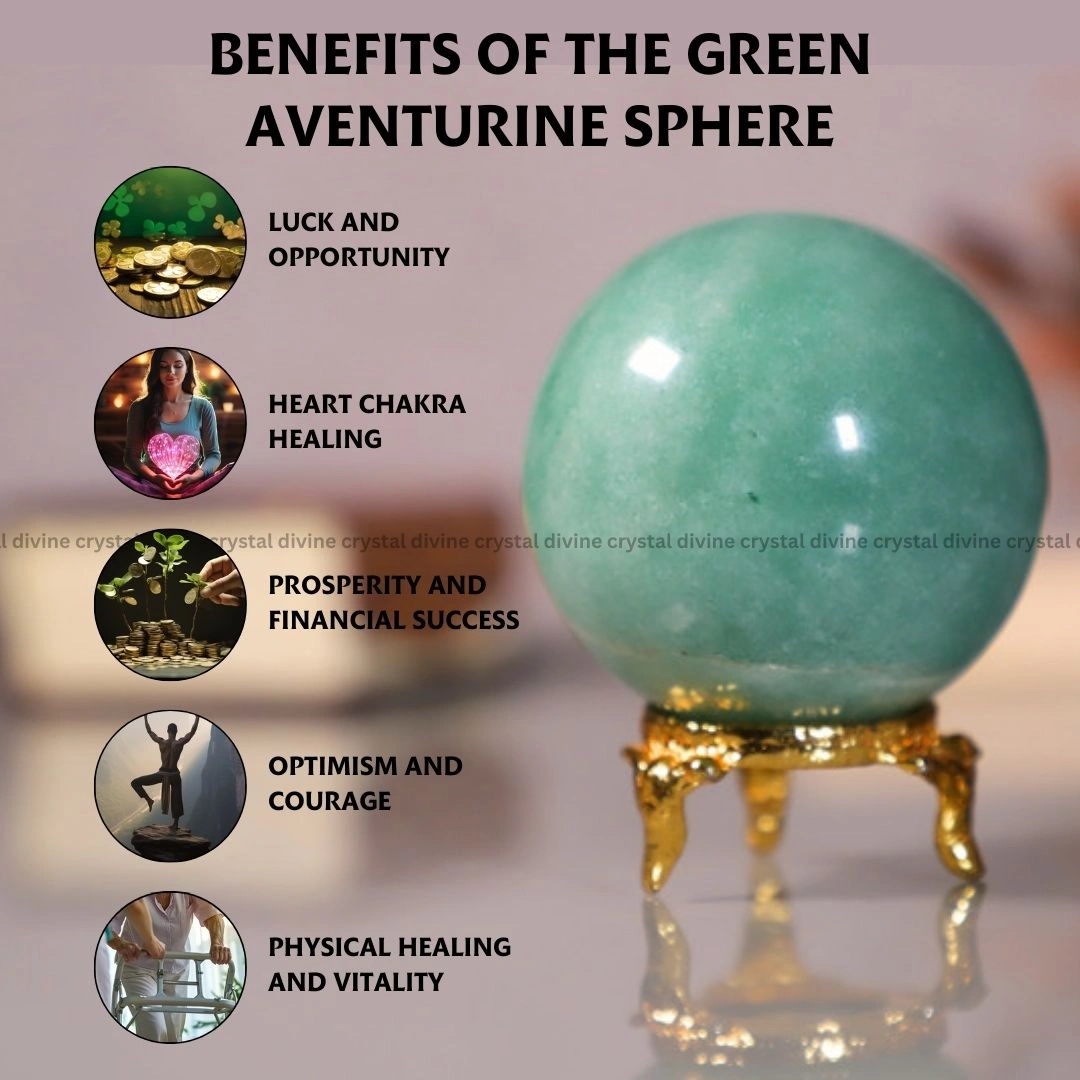 BENEFITS OF THE GREEN
AVENTURINE SPHERE
LUCK AND
OPPORTUNITY
HEART CHAKRA
HEALING
l divine crystal divine crystal divine crystal divine crystal divine crystal divine crystal divine crystal
PROSPERITY AND
FINANCIAL SUCCESS
OPTIMISM AND
COURAGE
PHYSICAL HEALING
AND VITALITY